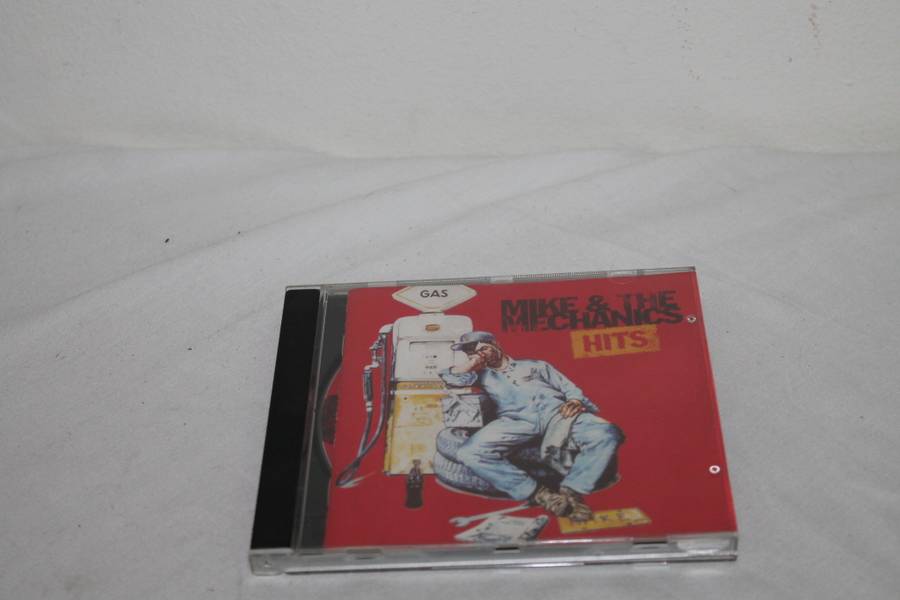 GAS
MIKE & THE
MECHANICS
HITS